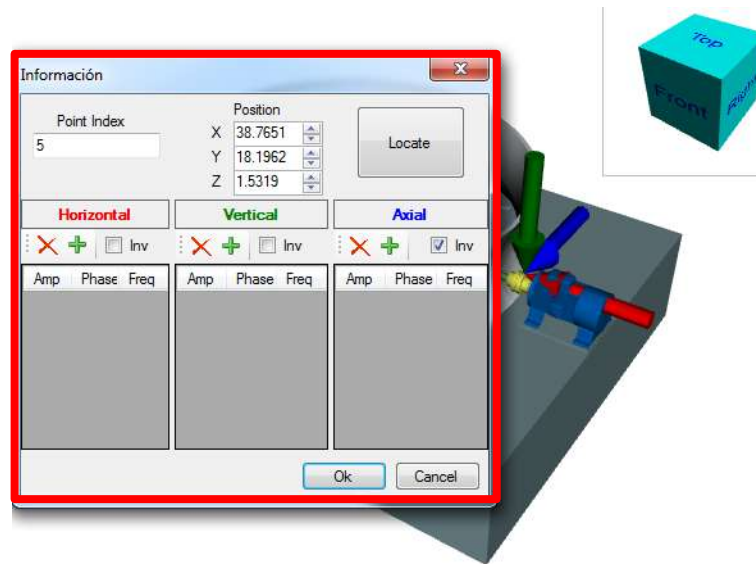 Información
Point Index
5
Position
X 38.7651
Y 18.1962
Z 1.5319
Locate
Horizontal Vertical Axial
Inv Inv Inv
Amp Phase Freq Amp Phase Freq Amp Phase Freq
Ok Cancel
Top
Front Right